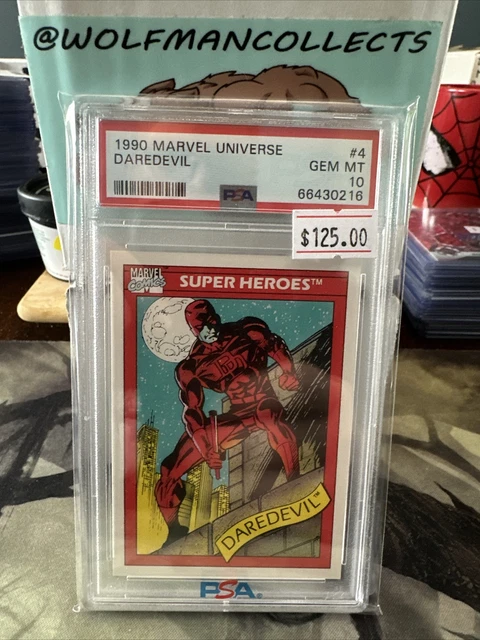 @WOLFMANCOLLECTS
1990 MARVEL UNIVERSE #4
DAREDEVIL GEM MT
10
PSA 66430216
$125.00
MARVEL
COMICS
SUPER HEROES™
DD
DAREDEVIL™
PSA®